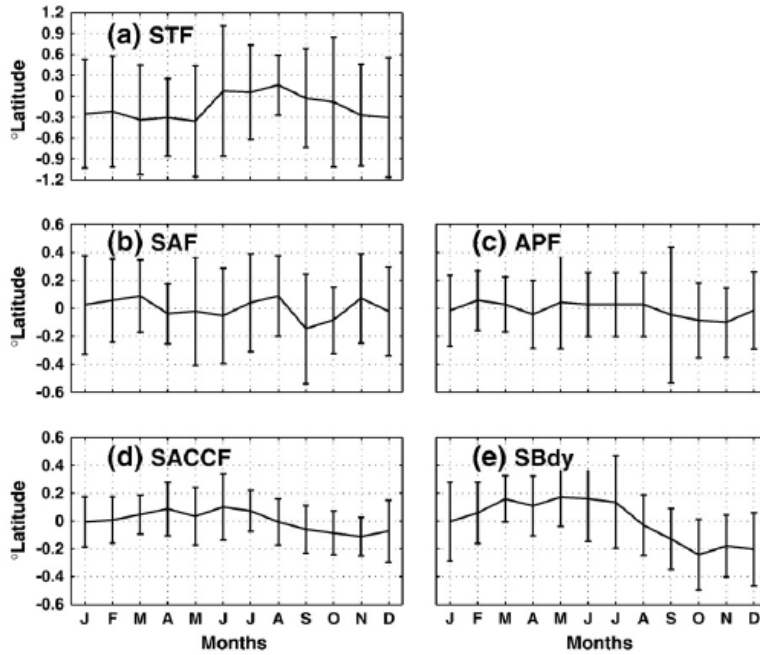 1.2
(a) STF
0.9
0.6
0.3
0
-0.3
-0.6
-0.9
-1.2
°Latitude
0.6
(b) SAF
0.4
0.2
0
-0.2
-0.4
-0.6
°Latitude
(c) APF
0.6
(d) SACCF
0.4
0.2
0
-0.2
-0.4
-0.6
°Latitude
J F M A M J J A S O N D
Months
(e) SBdy
°Latitude
J F M A M J J A S O N D
Months